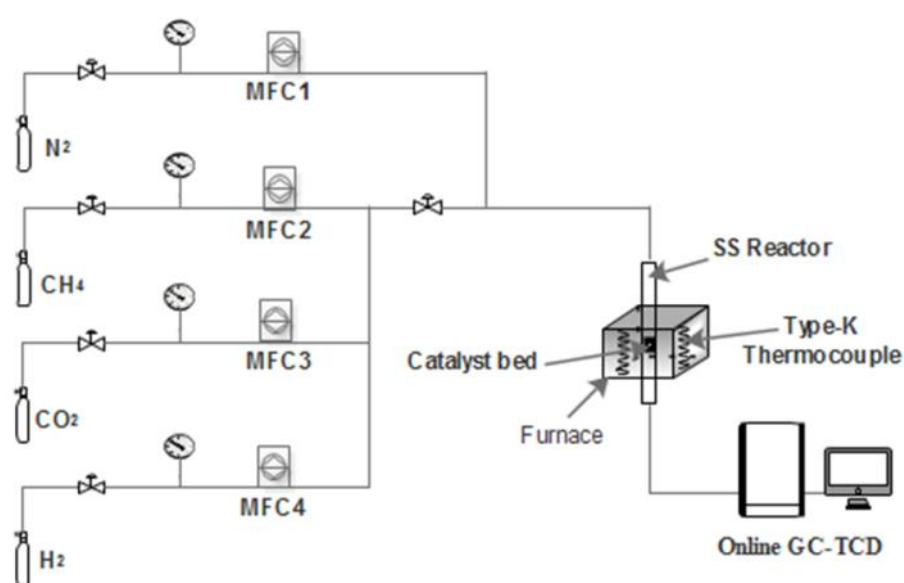 MFC1
N2
MFC2
CH4
SS Reactor
MFC3
Type-K
Thermocouple
Catalyst bed
CO2
Furnace
MFC4
Online GC-TCD
H2